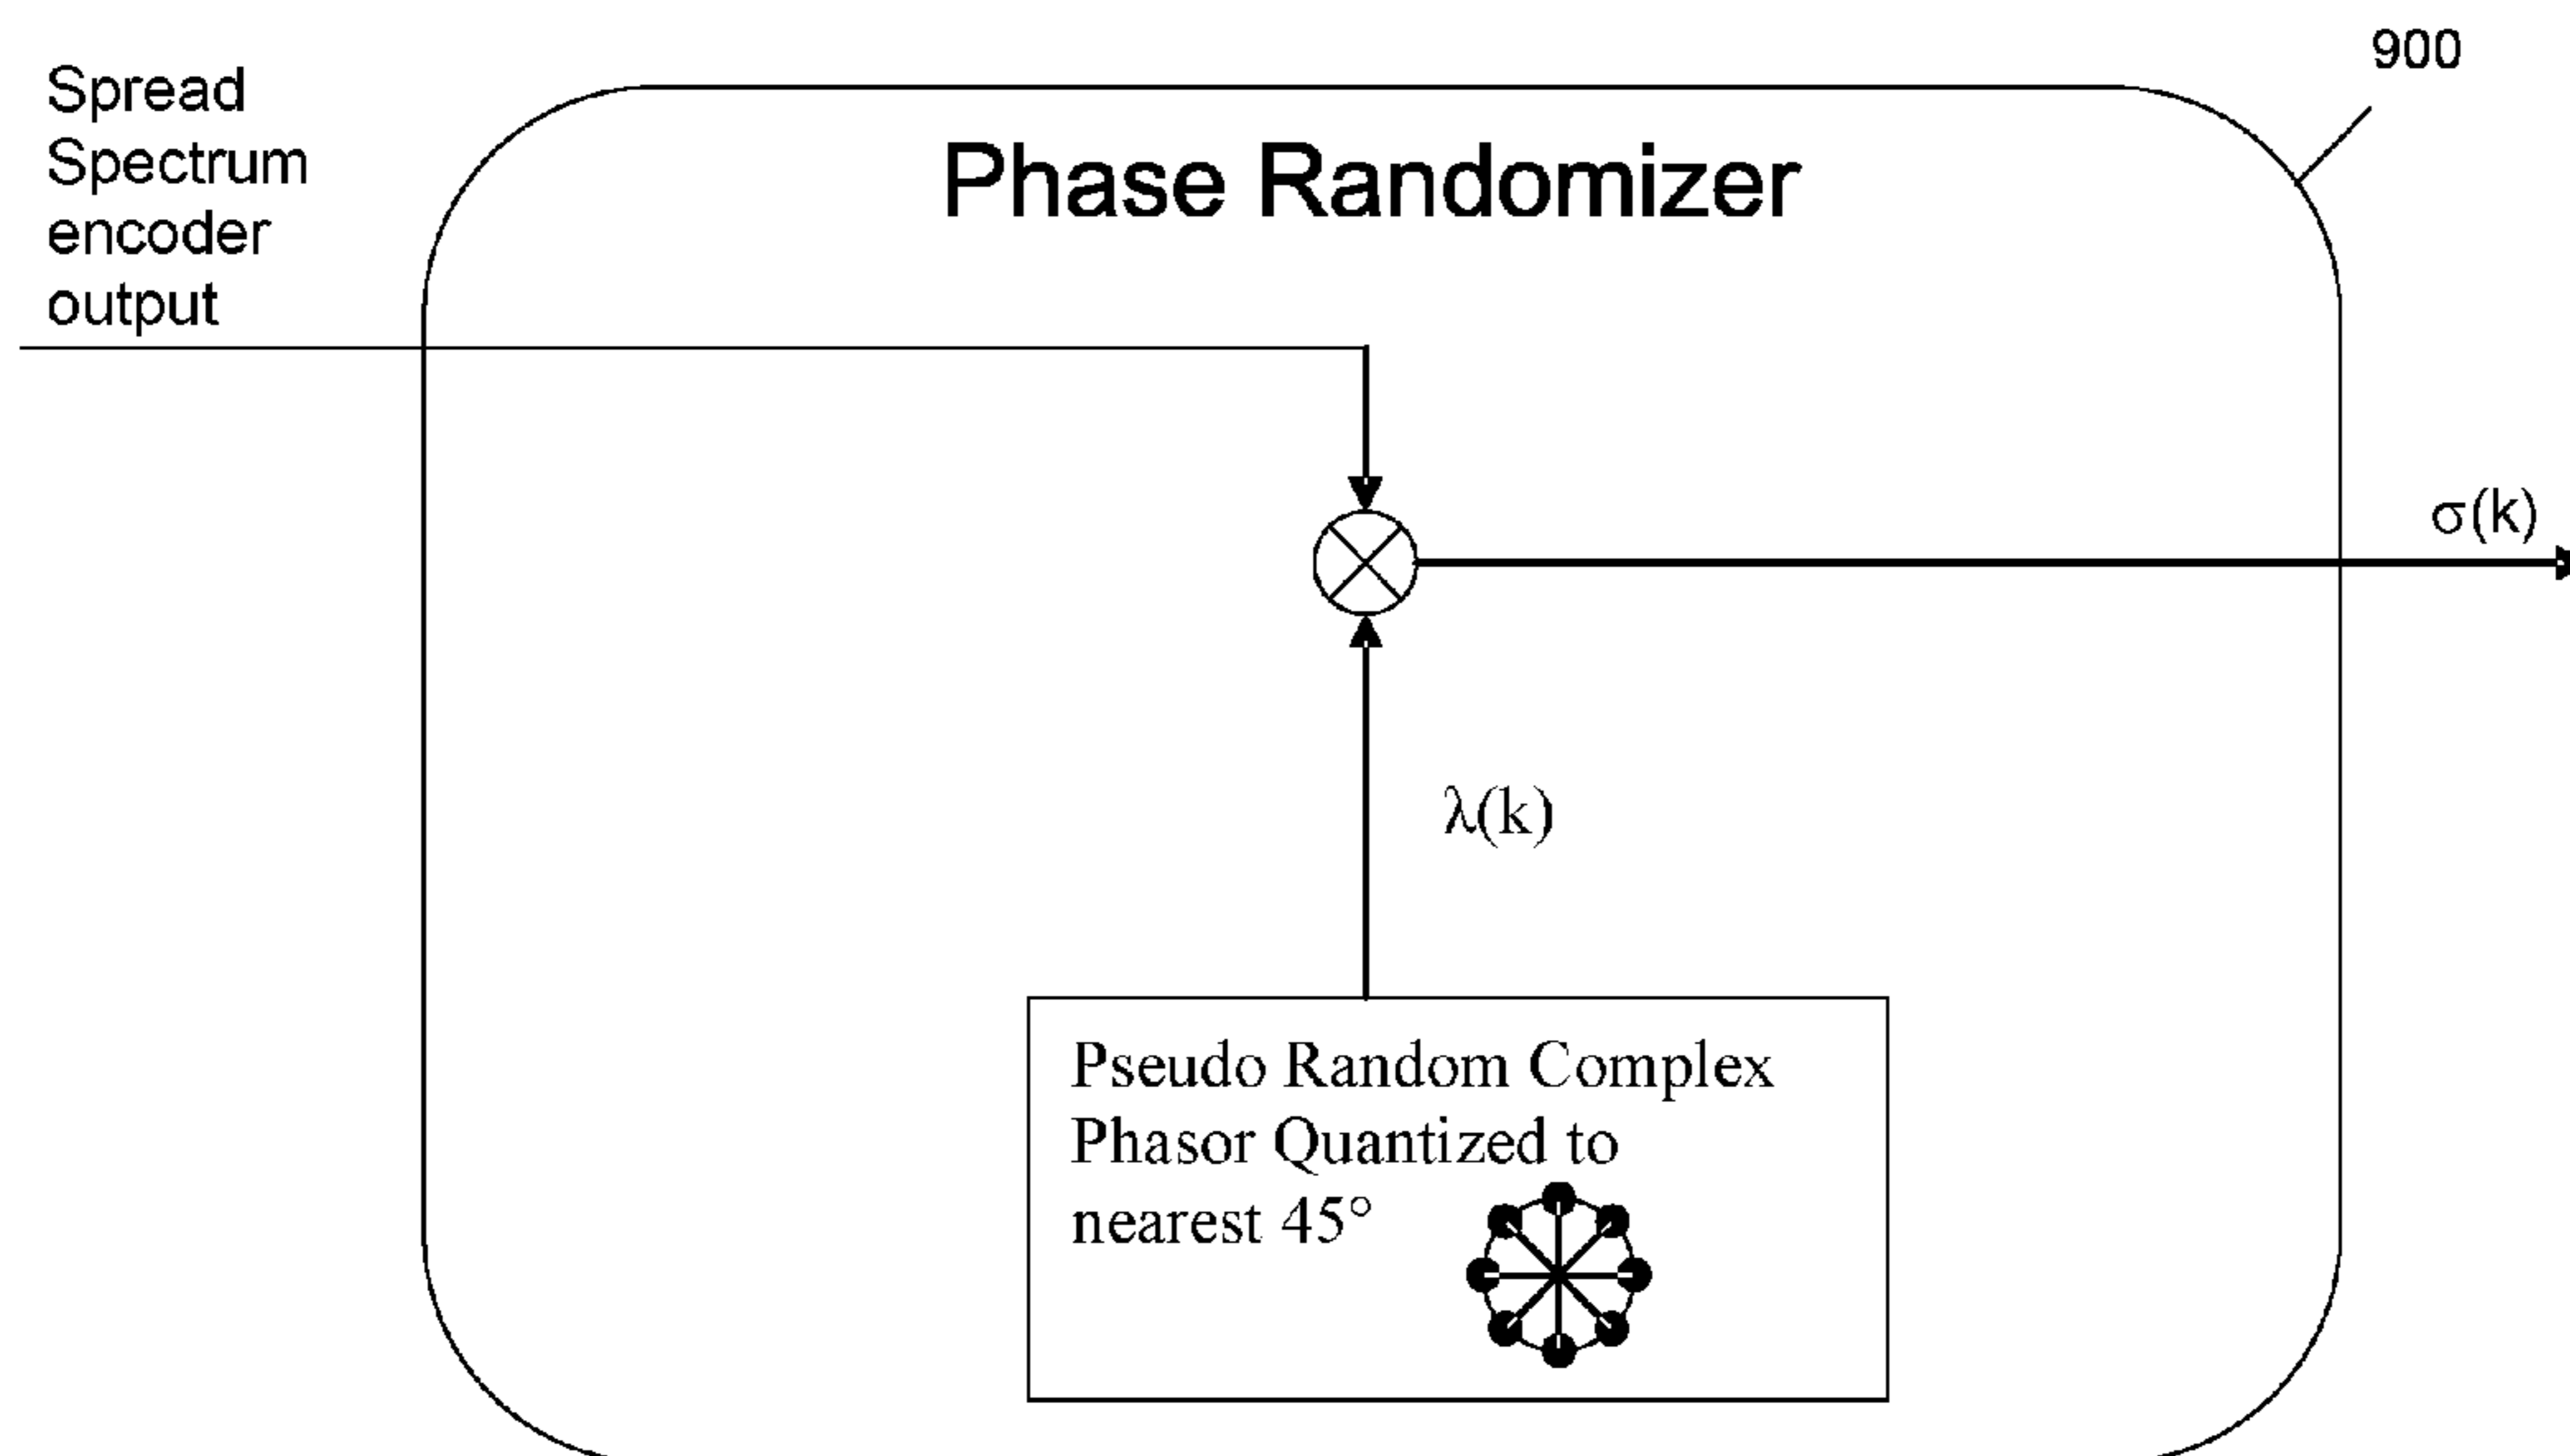 900
Spread
Spectrum
encoder
output
Phase Randomizer
σ(k)
λ(k)
Pseudo Random Complex
Phasor Quantized to
nearest 45°